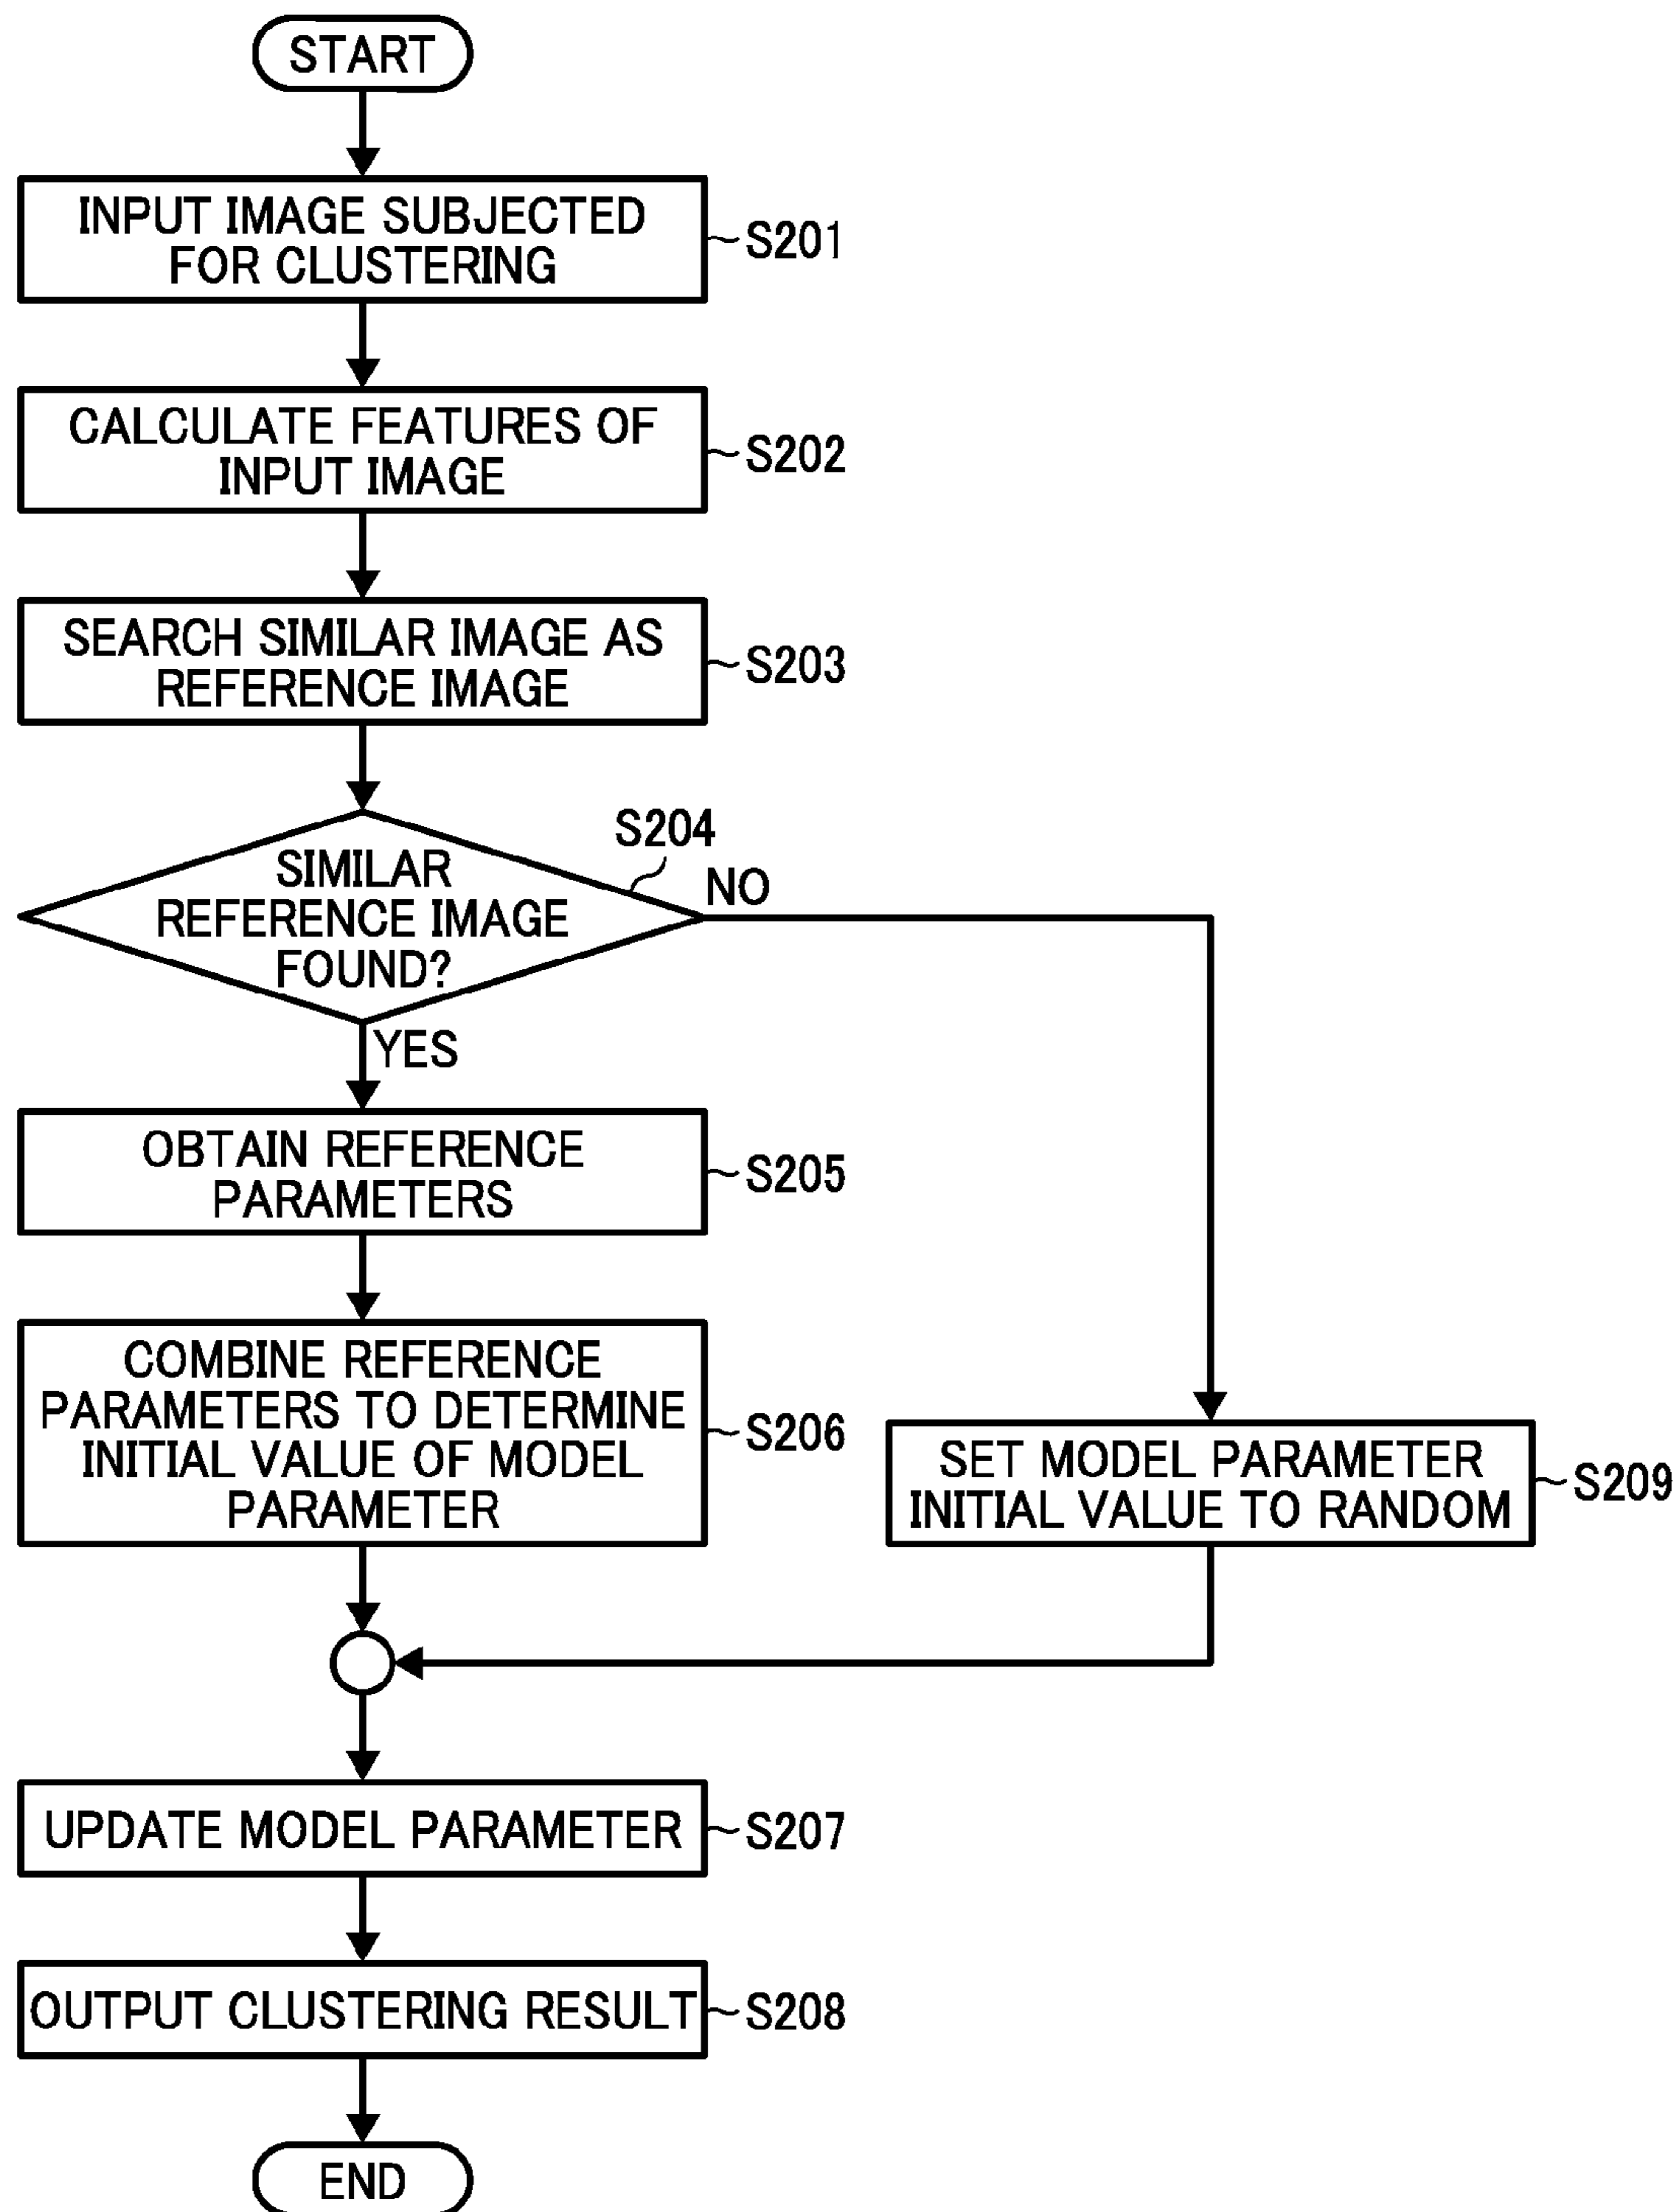 START
INPUT IMAGE SUBJECTED
FOR CLUSTERING
S201
CALCULATE FEATURES OF
INPUT IMAGE
S202
SEARCH SIMILAR IMAGE AS
REFERENCE IMAGE
S203
S204
SIMILAR
REFERENCE IMAGE
FOUND?
NO
YES
OBTAIN REFERENCE
PARAMETERS
S205
COMBINE REFERENCE
PARAMETERS TO DETERMINE
INITIAL VALUE OF MODEL
PARAMETER
S206
SET MODEL PARAMETER
INITIAL VALUE TO RANDOM
S209
UPDATE MODEL PARAMETER
S207
OUTPUT CLUSTERING RESULT
S208
END